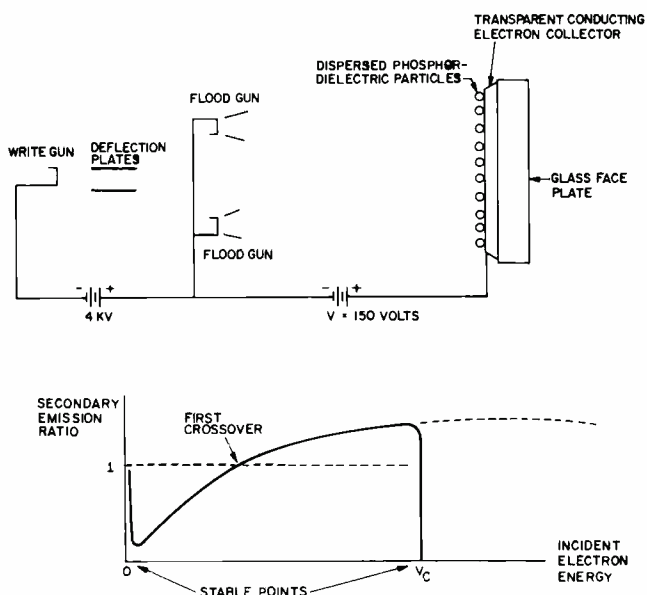 TRANSPARENT CONDUCTING
ELECTRON COLLECTOR
DISPERSED PHOSPHOR-
DIELECTRIC PARTICLES
FLOOD GUN
WRITE GUN
DEFLECTION
PLATES
GLASS FACE
PLATE
FLOOD GUN
- +
4 KV
- +
V = 150 VOLTS
SECONDARY
EMISSION
RATIO
FIRST
CROSSOVER
1
0
VC
INCIDENT
ELECTRON
ENERGY
STABLE POINTS